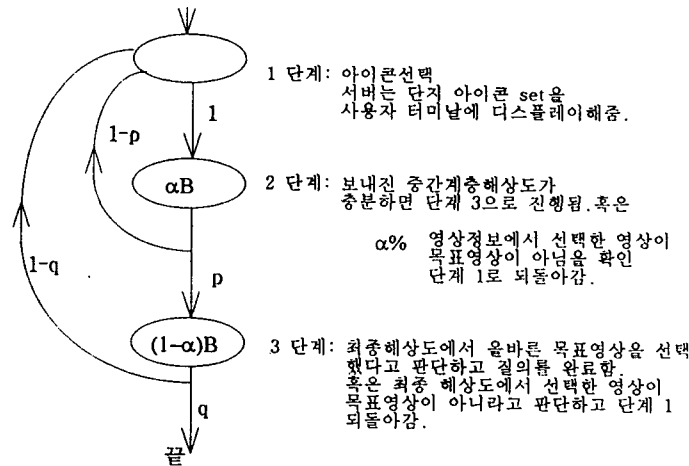 1 단계: 아이콘선택
서버는 단지 아이콘 set을
사용자 터미날에 디스플레이해줌.
1
1-p
αB
2 단계: 보내진 중간계층해상도가
충분하면 단계 3으로 진행됨.혹은
α% 영상정보에서 선택한 영상이
목표영상이 아님을 확인
단계 1로 되돌아감.
1-q
p
(1-α)B
3 단계: 최종해상도에서 올바른 목표영상을 선택
했다고 판단하고 질의를 완료함.
혹은 최종 해상도에서 선택한 영상이
목표영상이 아니라고 판단하고 단계 1
되돌아감.
q
끝